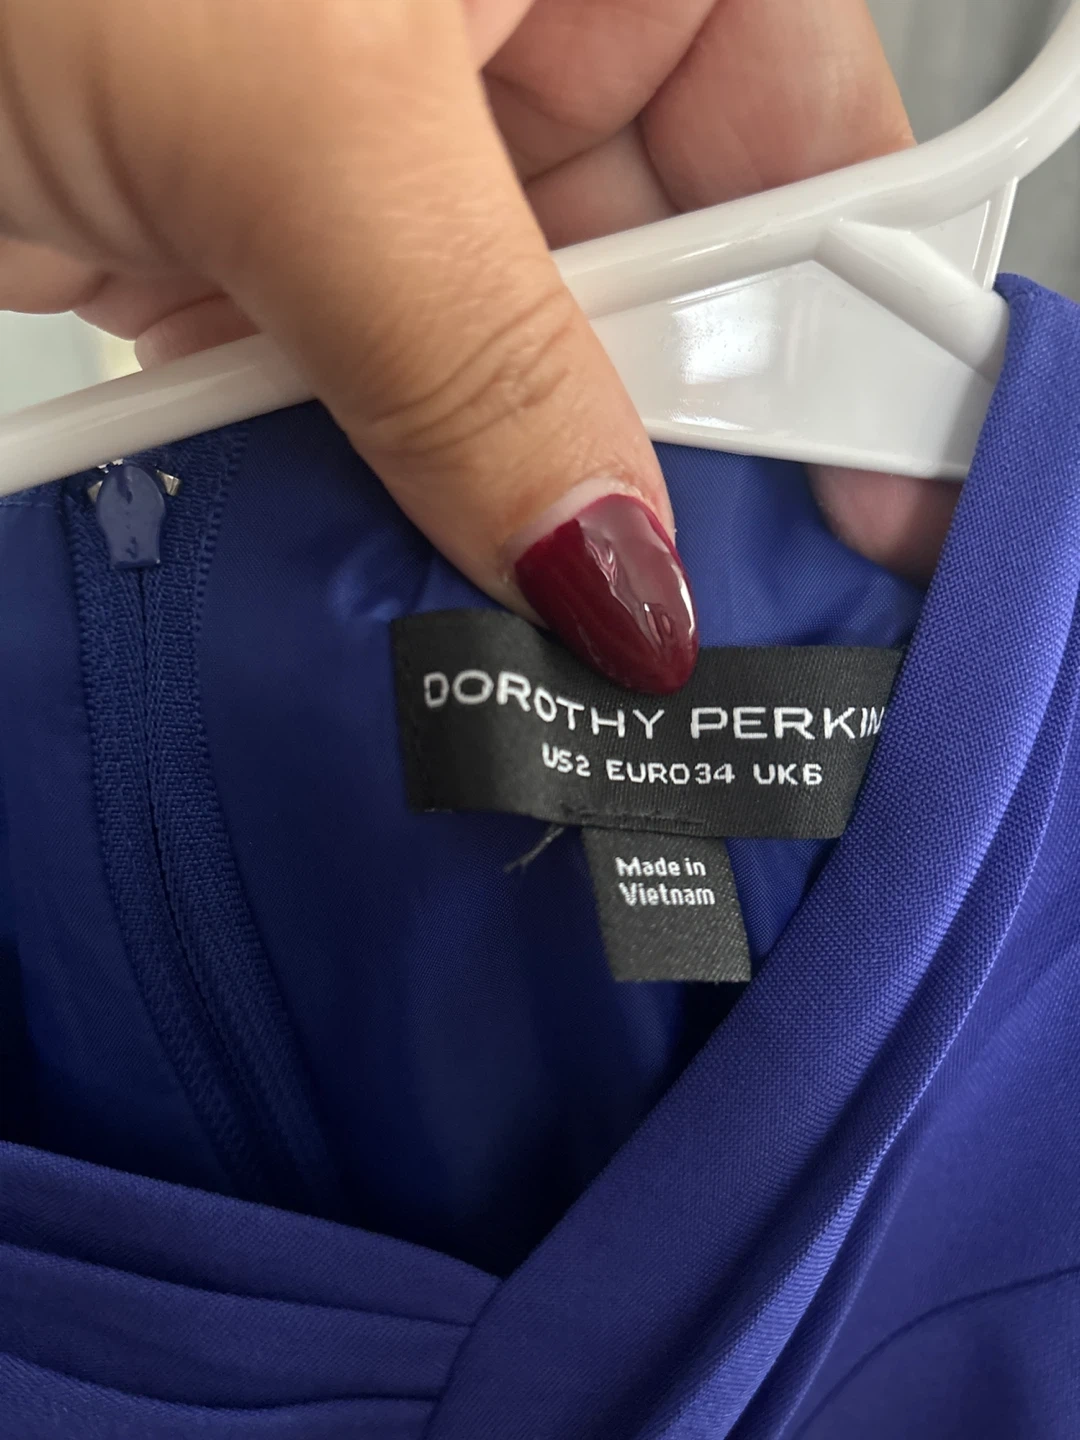 DOROTHY PERKIN
US2 EURO34 UK6
Made in
Vietnam